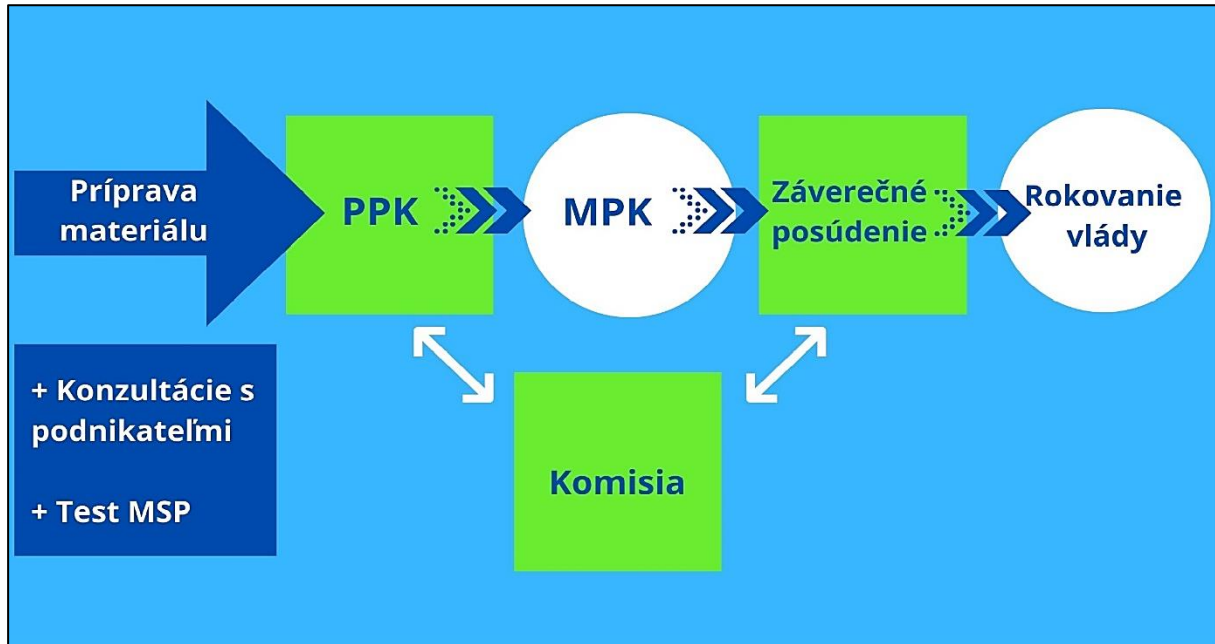 Príprava
materiálu
PPK
MPK
Záverečné
posúdenie
Rokovanie
vlády
+ Konzultácie s
podnikateľmi
+ Test MSP
Komisia